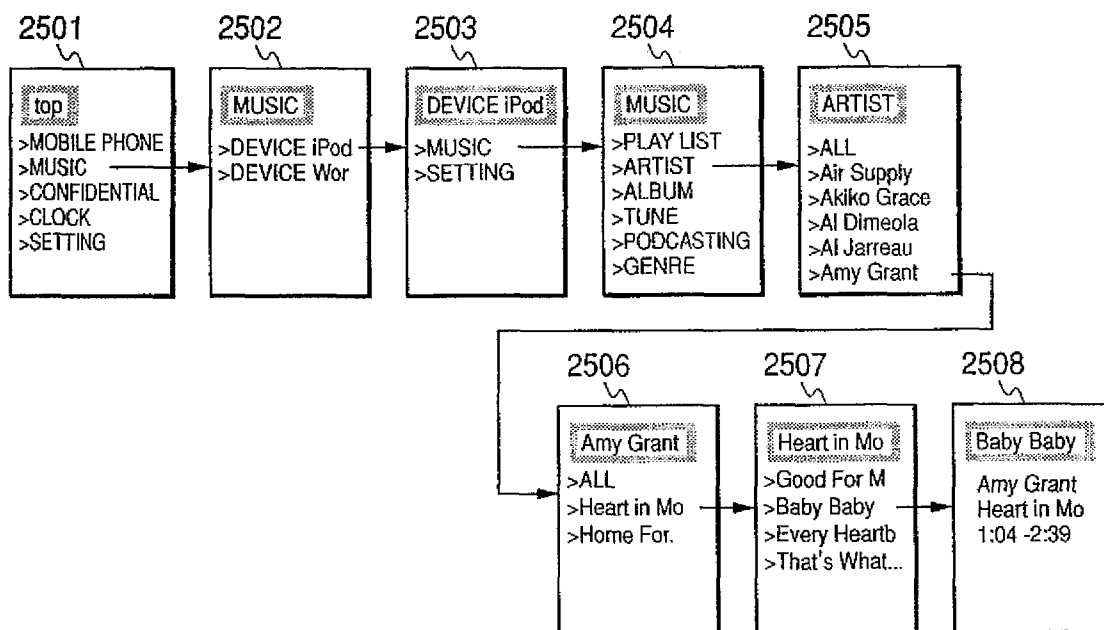 2501
2502
2503
2504
2505
top
>MOBILE PHONE
>MUSIC
>CONFIDENTIAL
>CLOCK
>SETTING
MUSIC
>DEVICE iPod
>DEVICE Wor
DEVICE iPod
>MUSIC
>SETTING
MUSIC
>PLAY LIST
>ARTIST
>ALBUM
>TUNE
>PODCASTING
>GENRE
ARTIST
>ALL
>Air Supply
>Akiko Grace
>Al Dimeola
>Al Jarreau
>Amy Grant
2506
2507
2508
Amy Grant
>ALL
>Heart in Mo
>Home For.
Heart in Mo
>Good For M
>Baby Baby
>Every Heartb
>That's What...
Baby Baby
Amy Grant
Heart in Mo
1:04 -2:39